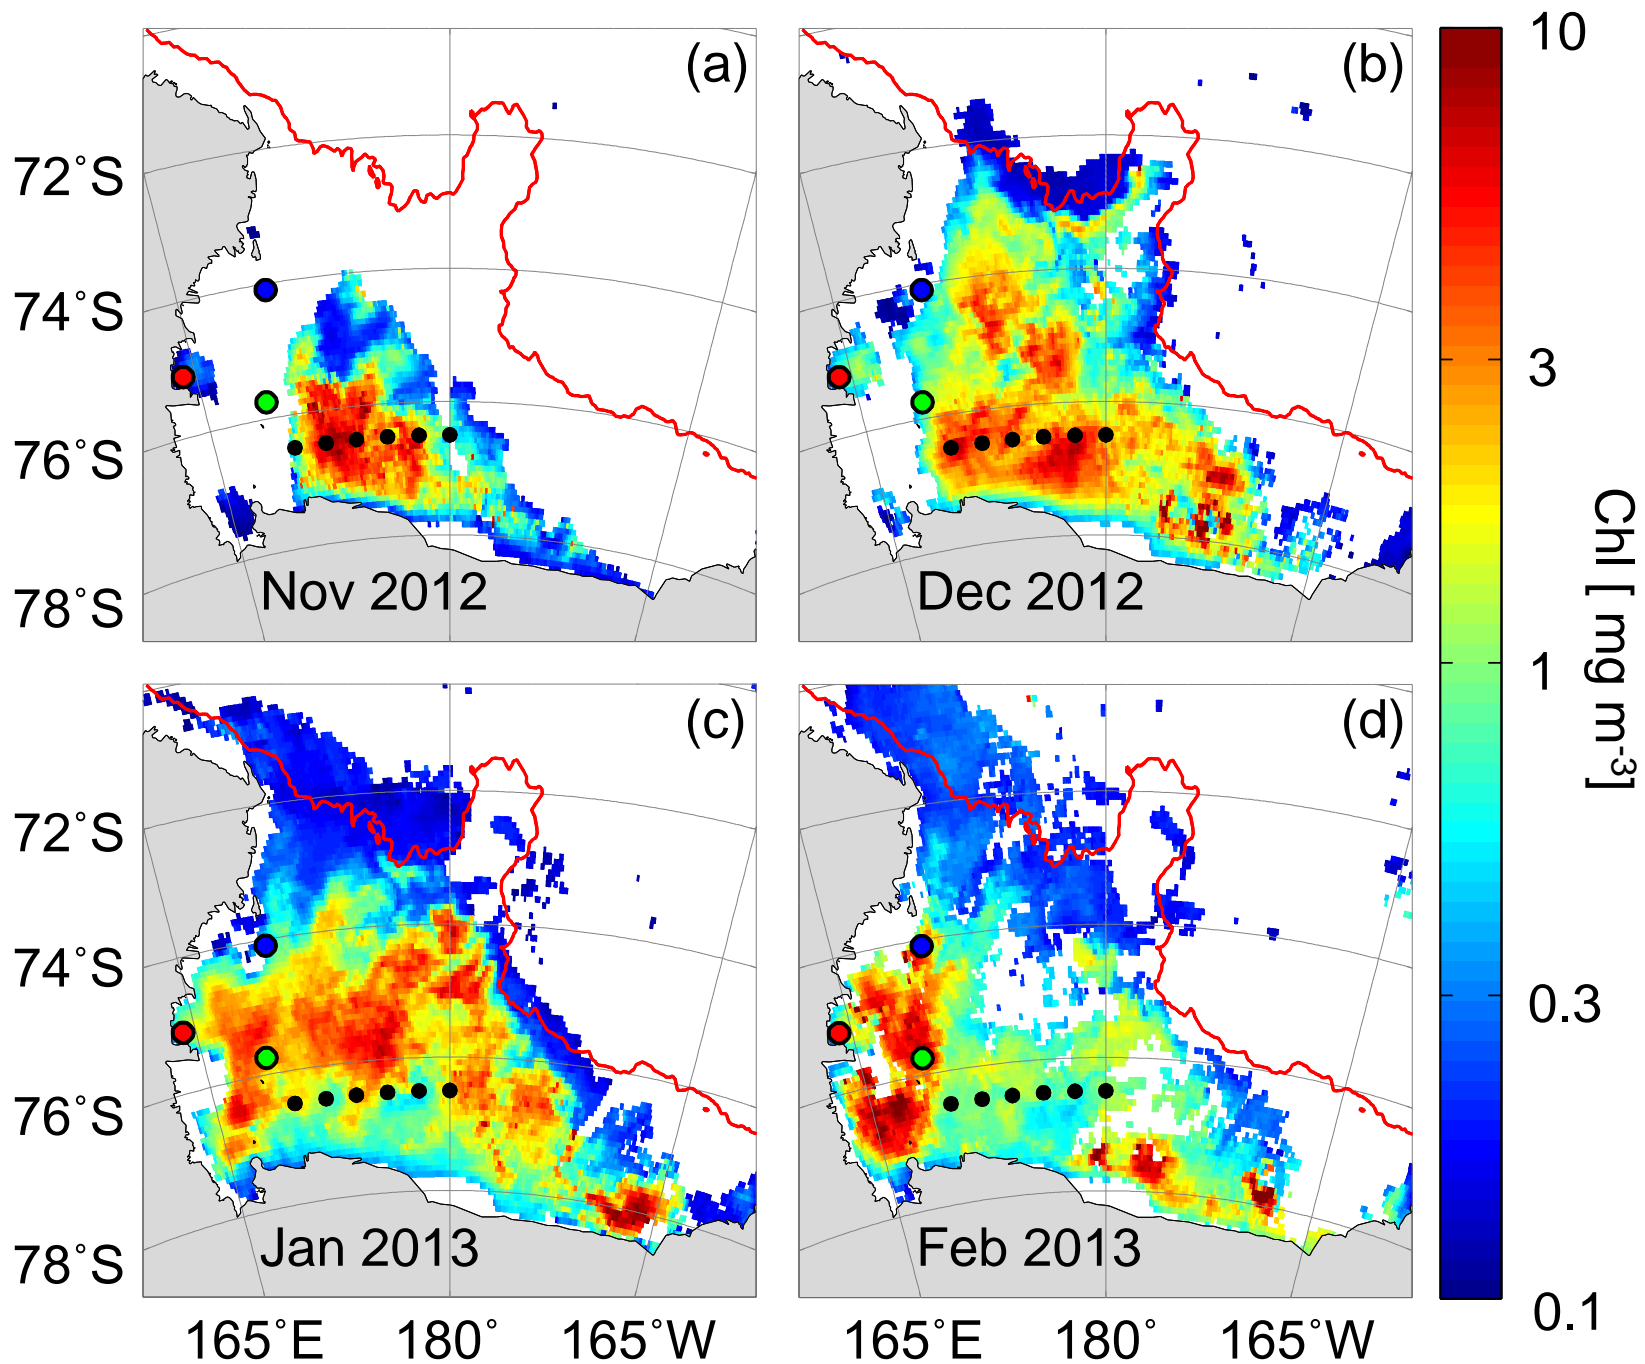 (a)
(b)
10
72˚S
74˚S
76˚S
78˚S
Nov 2012
Dec 2012
3
1
Chl [ mg m-3]
(c)
(d)
72˚S
74˚S
76˚S
78˚S
Jan 2013
Feb 2013
0.3
0.1
165˚E
180˚
165˚W
165˚E
180˚
165˚W